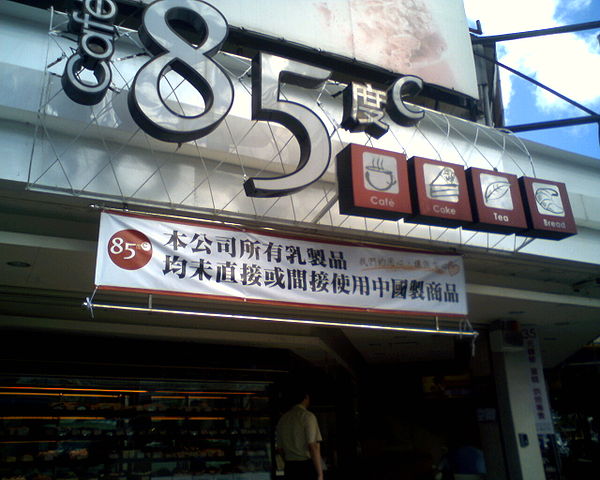 Cafe
85度C
Café
Cake
Tea
Bread
85°C
本公司所有乳製品
均未直接或間接使用中國製商品